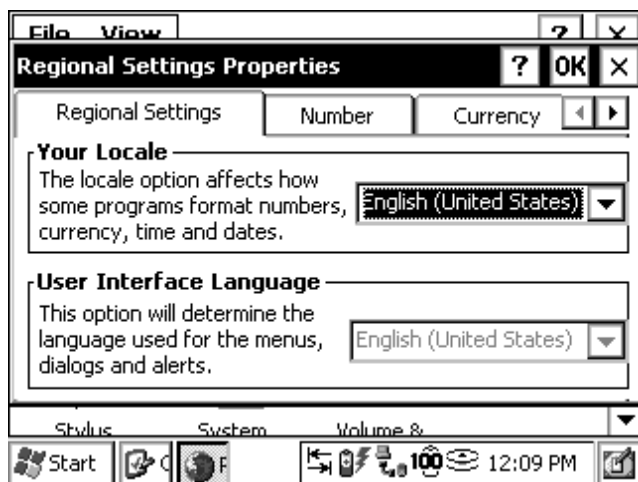 File View ? ×
Regional Settings Properties ? OK ×
Regional Settings Number Currency
Your Locale
The locale option affects how
some programs format numbers,
currency, time and dates.
English (United States)
User Interface Language
This option will determine the
language used for the menus,
dialogs and alerts.
English (United States)
Stylus System Volume &
Start C F 100 12:09 PM